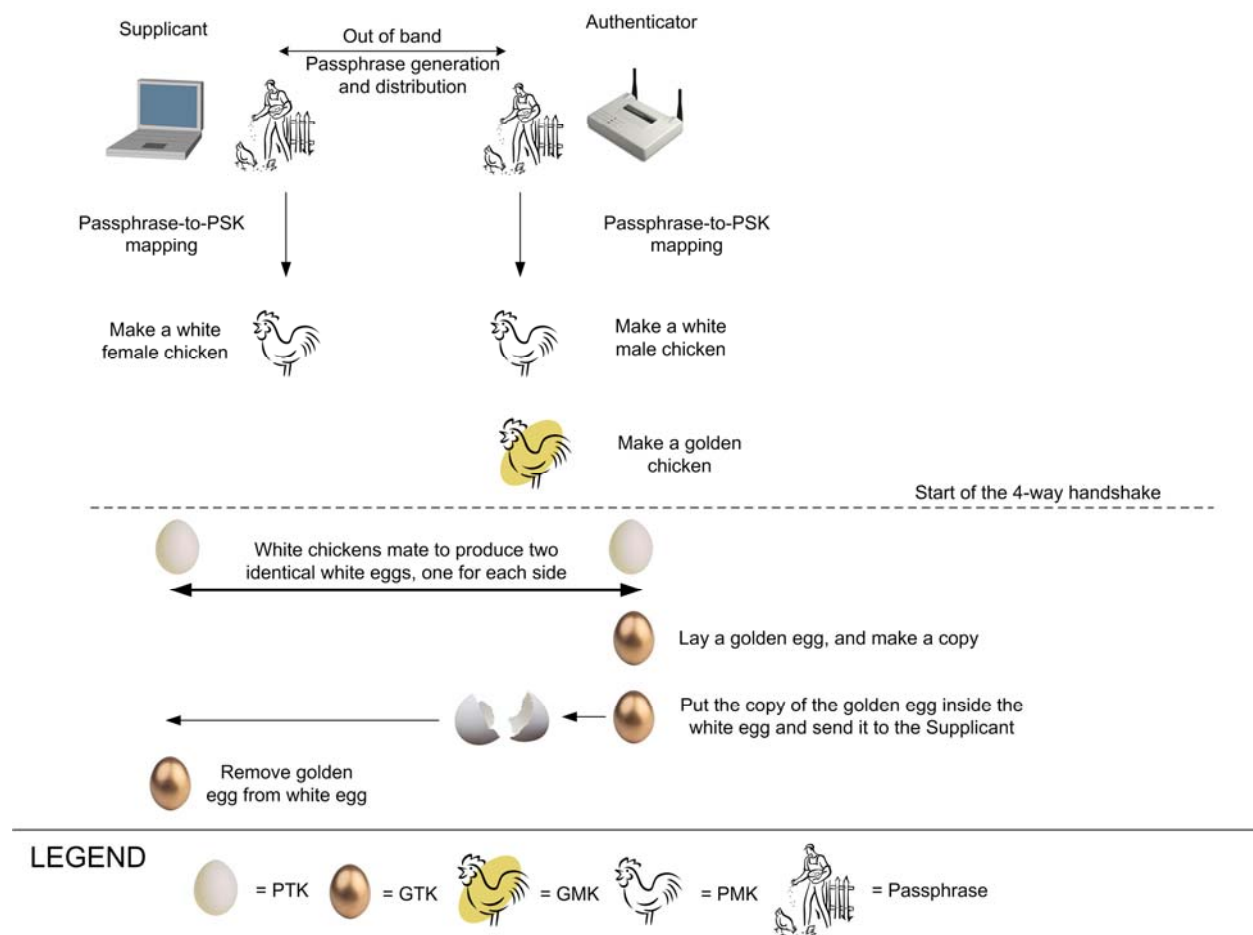 Supplicant
Out of band
Authenticator
Passphrase generation
and distribution
Passphrase-to-PSK
mapping
Passphrase-to-PSK
mapping
Make a white
female chicken
Make a white
male chicken
Make a golden
chicken
Start of the 4-way handshake
White chickens mate to produce two
identical white eggs, one for each side
Lay a golden egg, and make a copy
Put the copy of the golden egg inside the
white egg and send it to the Supplicant
Remove golden
egg from white egg
LEGEND
= PTK
= GTK
= GMK
= PMK
= Passphrase